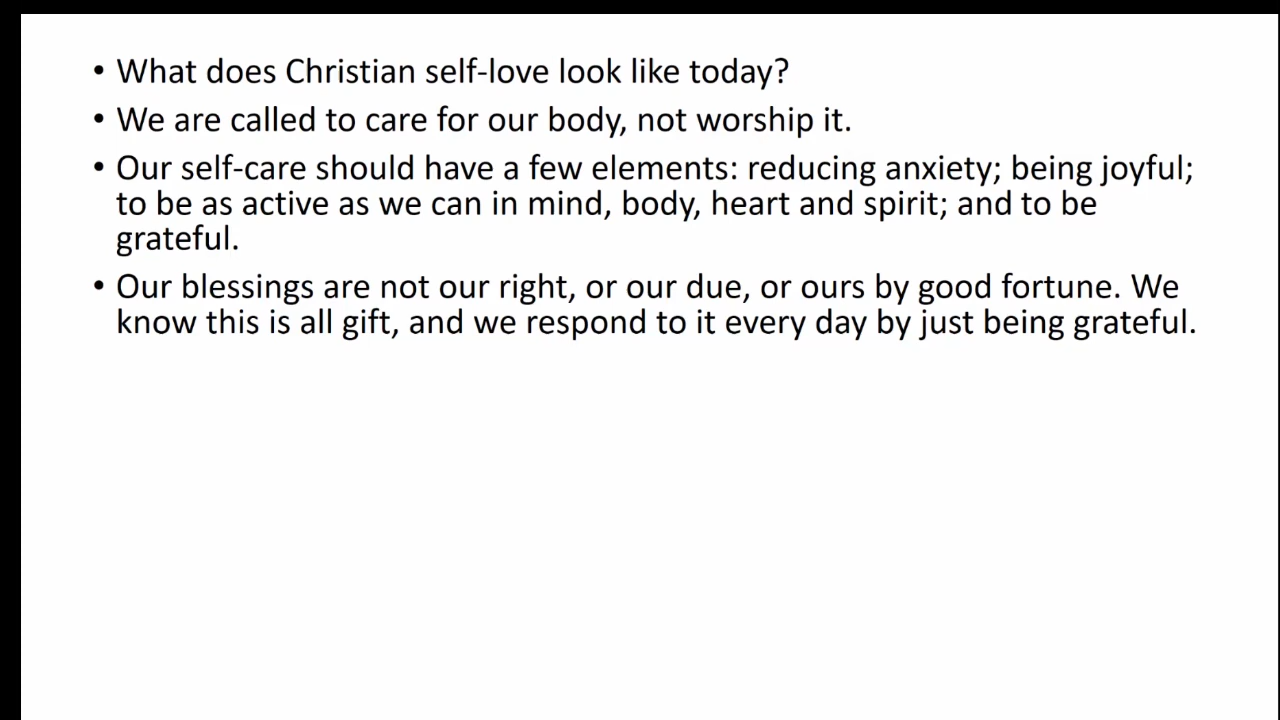 • What does Christian self-love look like today?
• We are called to care for our body, not worship it.
• Our self-care should have a few elements: reducing anxiety; being joyful;
to be as active as we can in mind, body, heart and spirit; and to be
grateful.
• Our blessings are not our right, or our due, or ours by good fortune. We
know this is all gift, and we respond to it every day by just being grateful.